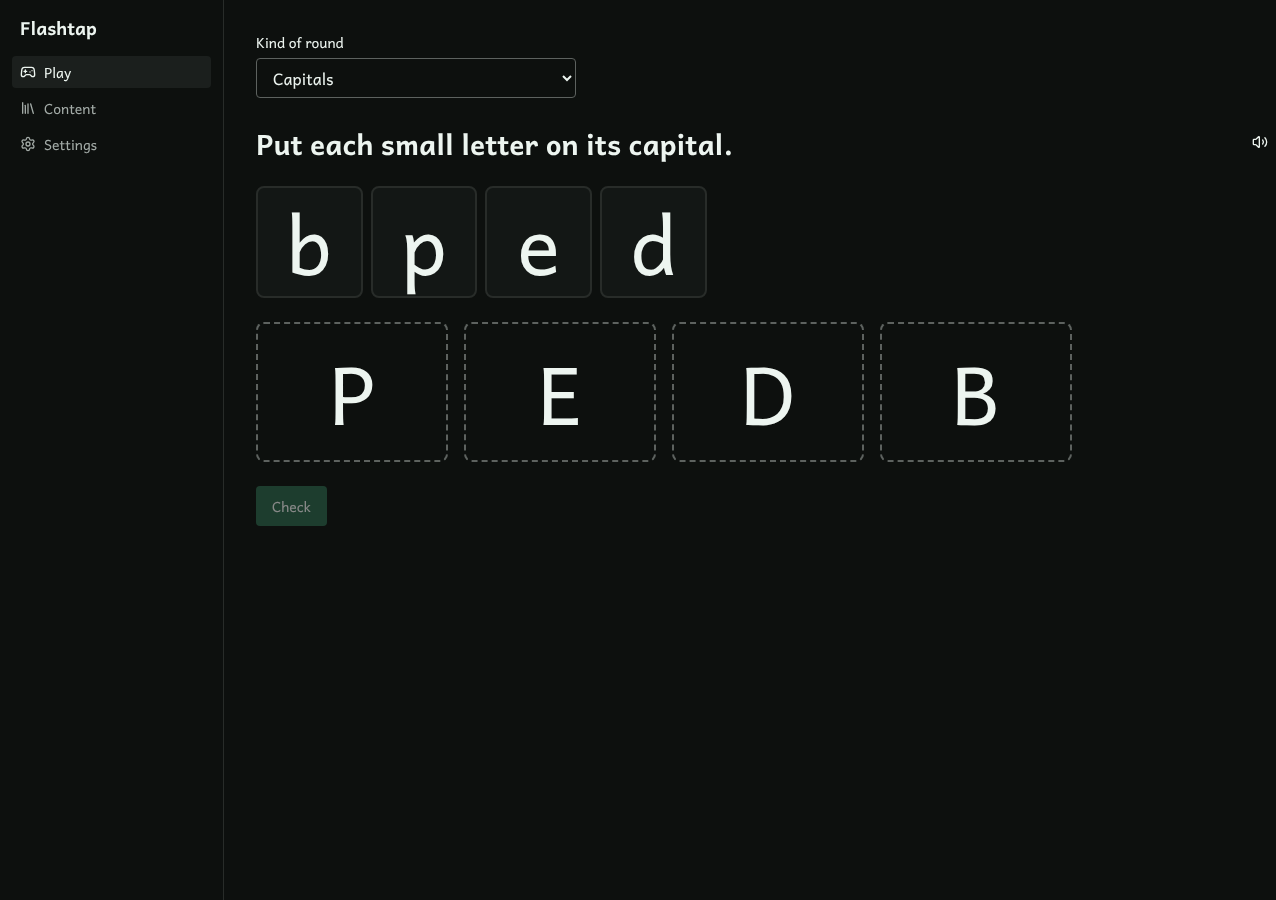 Flashtap
Play
Content
Settings
Kind of round
Capitals
Put each small letter on its capital.
b p e d
P E D B
Check